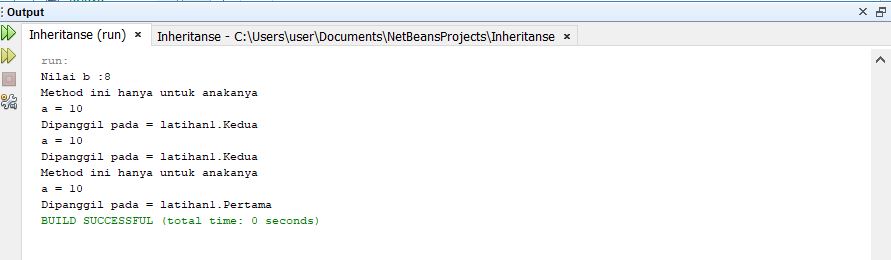 Output
Inheritanse (run) × Inheritanse - C:\Users\user\Documents\NetBeansProjects\Inheritanse ×
run:
Nilai b :8
Method ini hanya untuk anakanya
a = 10
Dipanggil pada = latihan1.Kedua
a = 10
Dipanggil pada = latihan1.Kedua
Method ini hanya untuk anakanya
a = 10
Dipanggil pada = latihan1.Pertama
BUILD SUCCESSFUL (total time: 0 seconds)